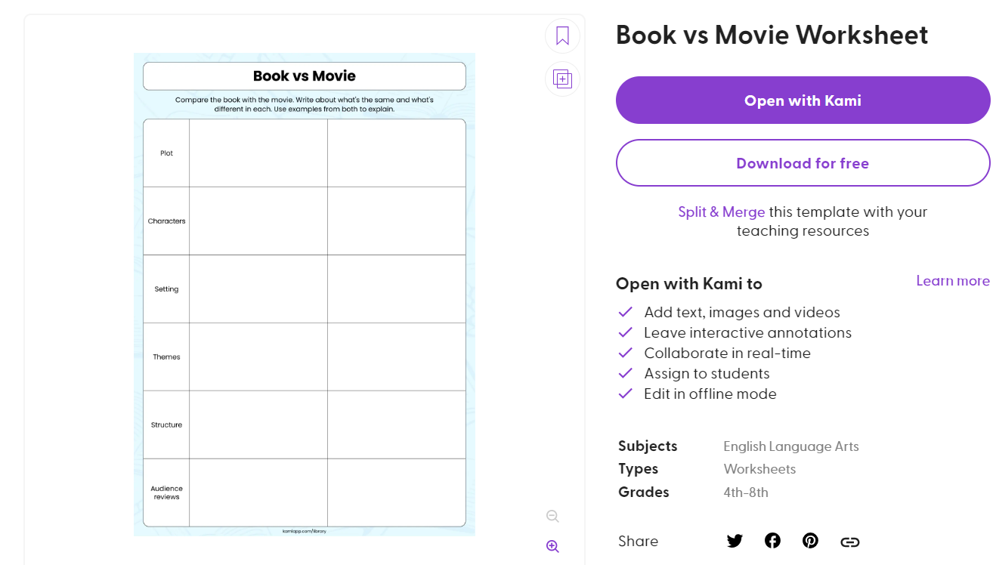 Book vs Movie
Compare the book with the movie. Write about what's the same and what's
different in each. Use examples from both to explain.
Plot
Characters
Setting
Themes
Structure
Audience
reviews
kamiapp.com/library
Book vs Movie Worksheet
Open with Kami
Download for free
Split & Merge this template with your
teaching resources
Open with Kami to
Learn more
Add text, images and videos
Leave interactive annotations
Collaborate in real-time
Assign to students
Edit in offline mode
Subjects English Language Arts
Types Worksheets
Grades 4th-8th
Share